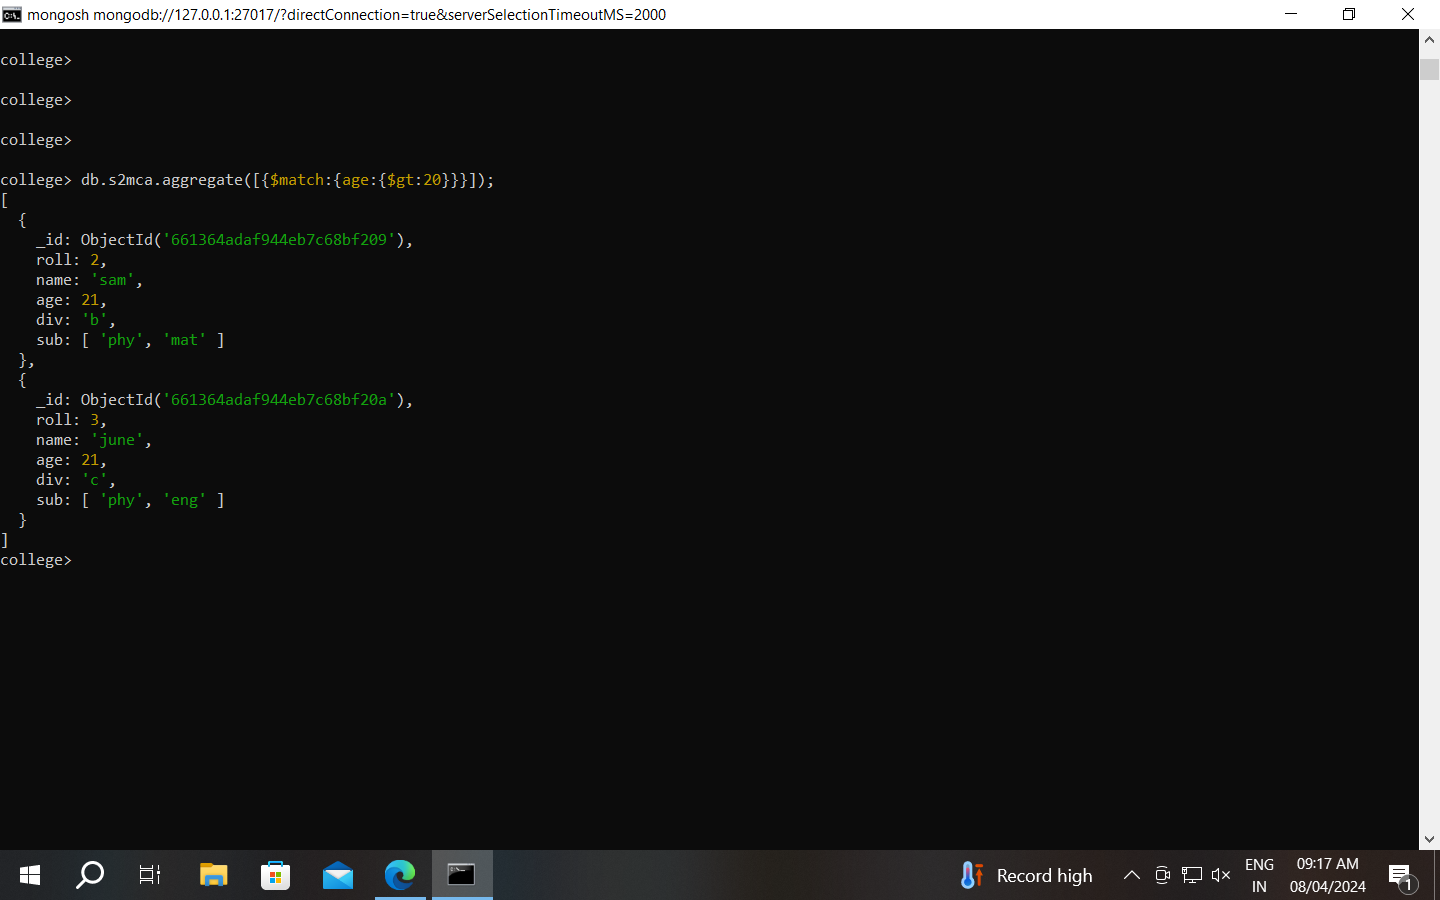 mongosh mongodb://127.0.0.1:27017/?directConnection=true&serverSelectionTimeoutMS=2000
college>
college>
college>
college> db.s2mca.aggregate([{$match:{age:{$gt:20}}}]);
[
  {
    _id: ObjectId('661364adaf944eb7c68bf209'),
    roll: 2,
    name: 'sam',
    age: 21,
    div: 'b',
    sub: [ 'phy', 'mat' ]
  },
  {
    _id: ObjectId('661364adaf944eb7c68bf20a'),
    roll: 3,
    name: 'june',
    age: 21,
    div: 'c',
    sub: [ 'phy', 'eng' ]
  }
]
college>
Record high
ENG
IN
09:17 AM
08/04/2024
1